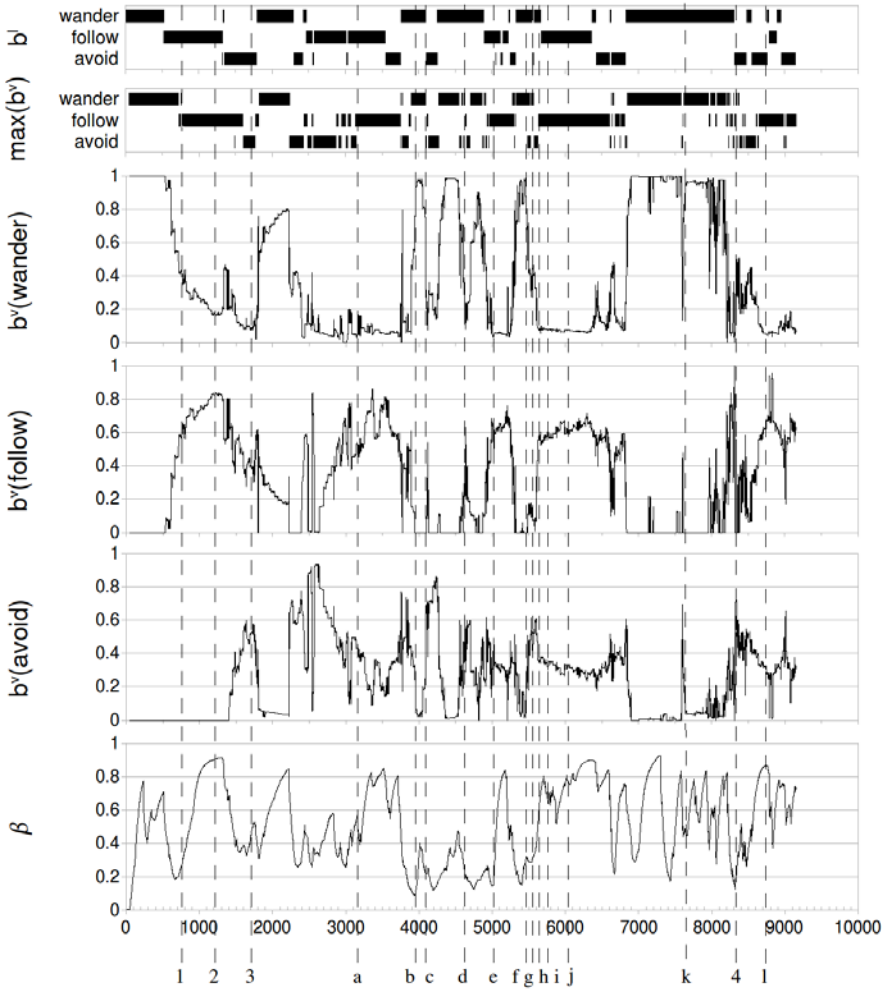 bˡ
wander
follow
avoid
max(bᵛ)
wander
follow
avoid
bᵛ(wander)
1
0.8
0.6
0.4
0.2
0
bᵛ(follow)
1
0.8
0.6
0.4
0.2
0
bᵛ(avoid)
1
0.8
0.6
0.4
0.2
0
β
1
0.8
0.6
0.4
0.2
0
0 1000 2000 3000 4000 5000 6000 7000 8000 9000 10000
1 2 3 a b c d e f g h i j k 4 l